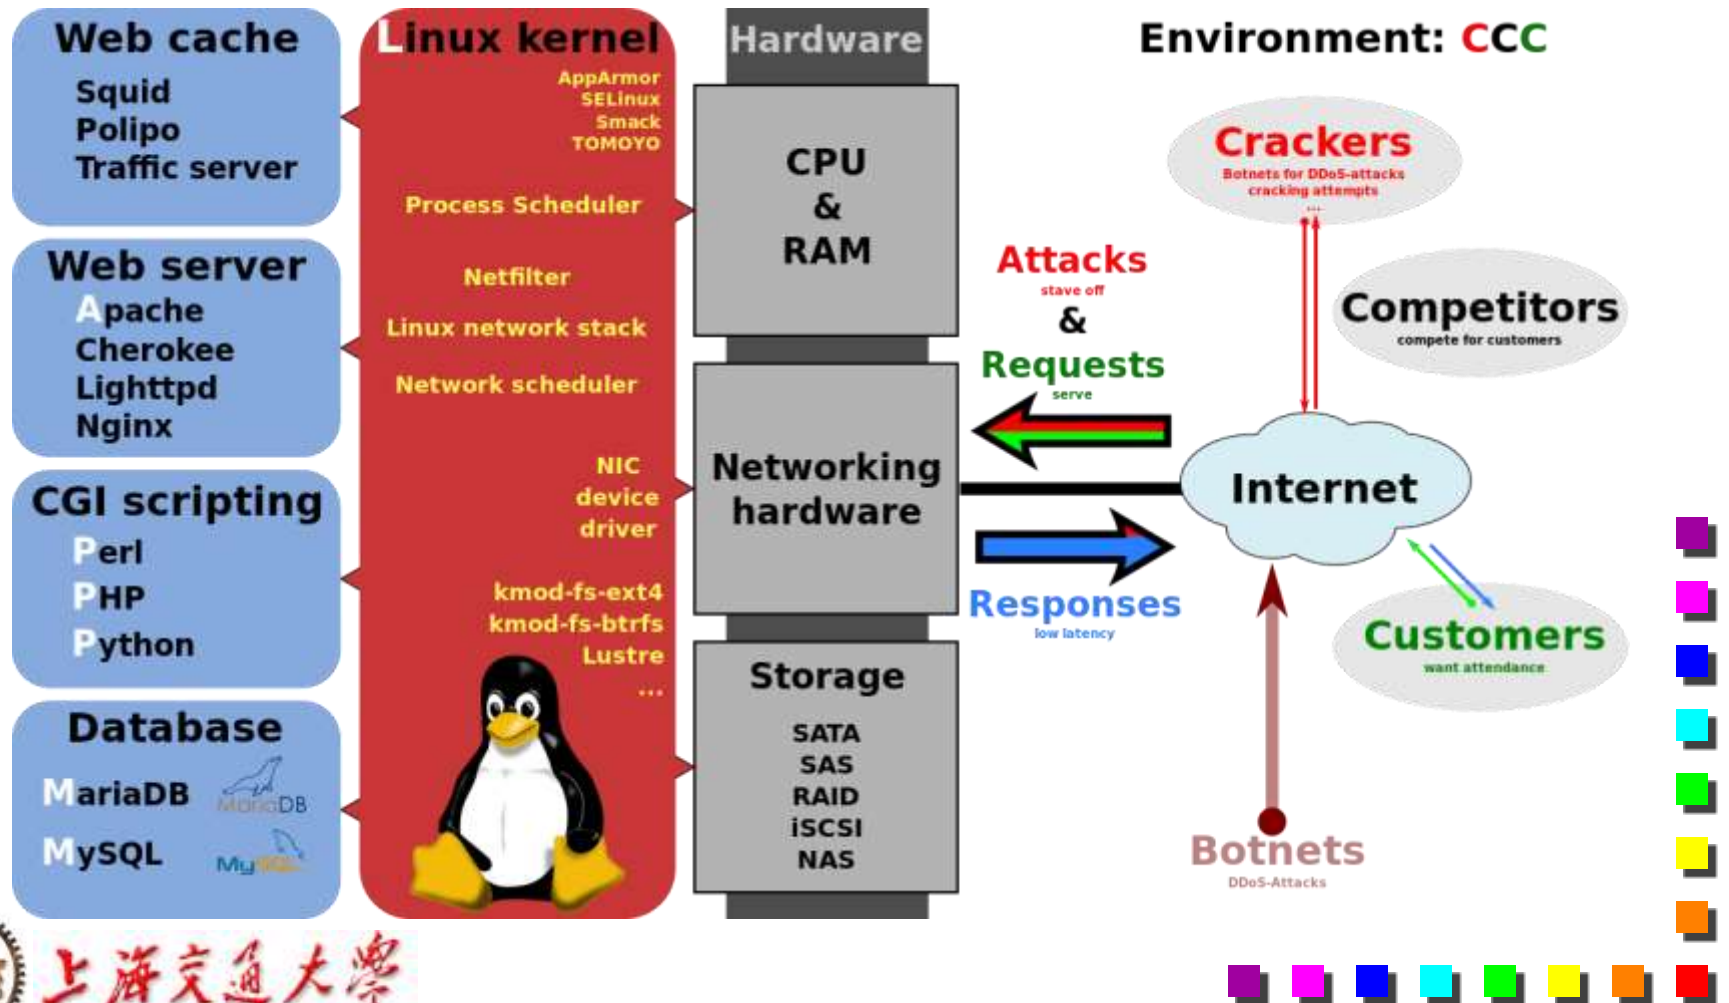 Web cache
Squid
Polipo
Traffic server
Web server
Apache
Cherokee
Lighttpd
Nginx
CGI scripting
Perl
PHP
Python
Database
MariaDB
MariaDB
MySQL
MySQL
Linux kernel
AppArmor
SELinux
Smack
TOMOYO
Process Scheduler
Netfilter
Linux network stack
Network scheduler
NIC
device
driver
kmod-fs-ext4
kmod-fs-btrfs
Lustre
...
Hardware
CPU
&
RAM
Networking
hardware
Storage
SATA
SAS
RAID
iSCSI
NAS
Attacks
stave off
&
Requests
serve
Responses
low latency
Environment: CCC
Crackers
Botnets for DDoS-attacks
cracking attempts
...
Competitors
compete for customers
Internet
Customers
want attendance
Botnets
DDoS-Attacks
上海交通大學